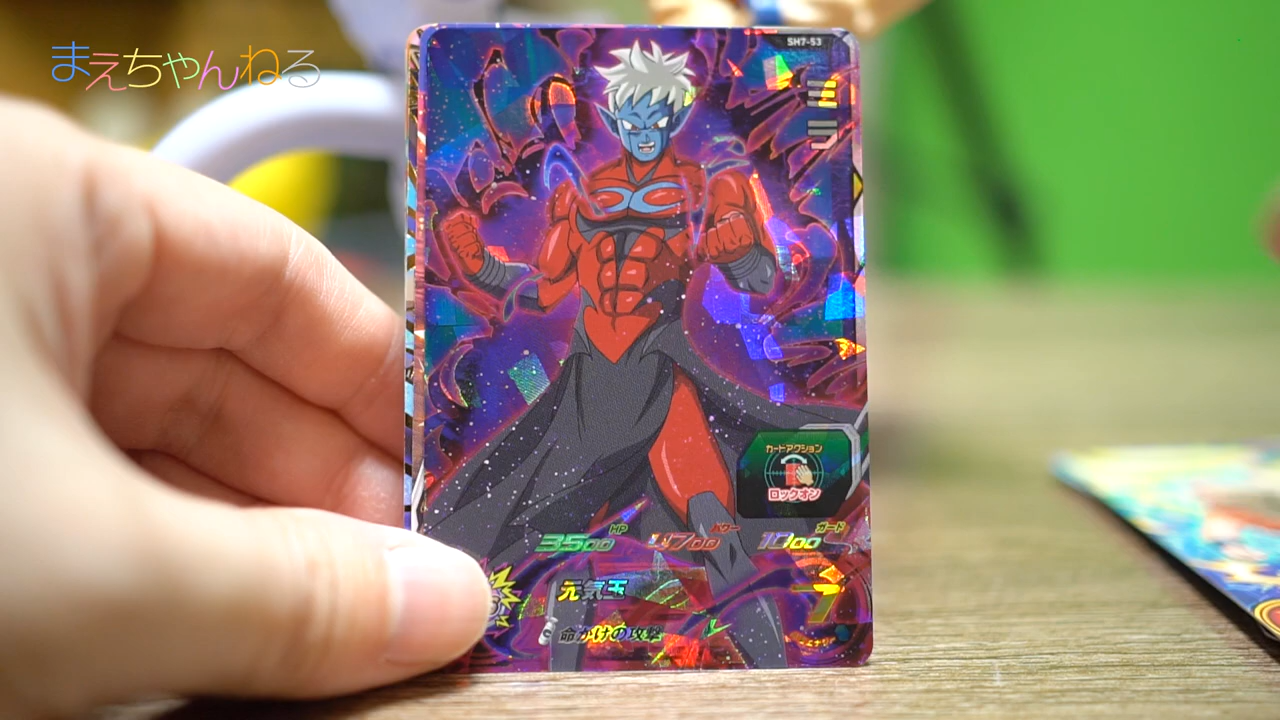 まえちゃんねる
SH7-53
ミラ
カードアクション
ロックオン
HP パワー ガード
3500 4700 1000
元気玉 7
命がけの攻撃